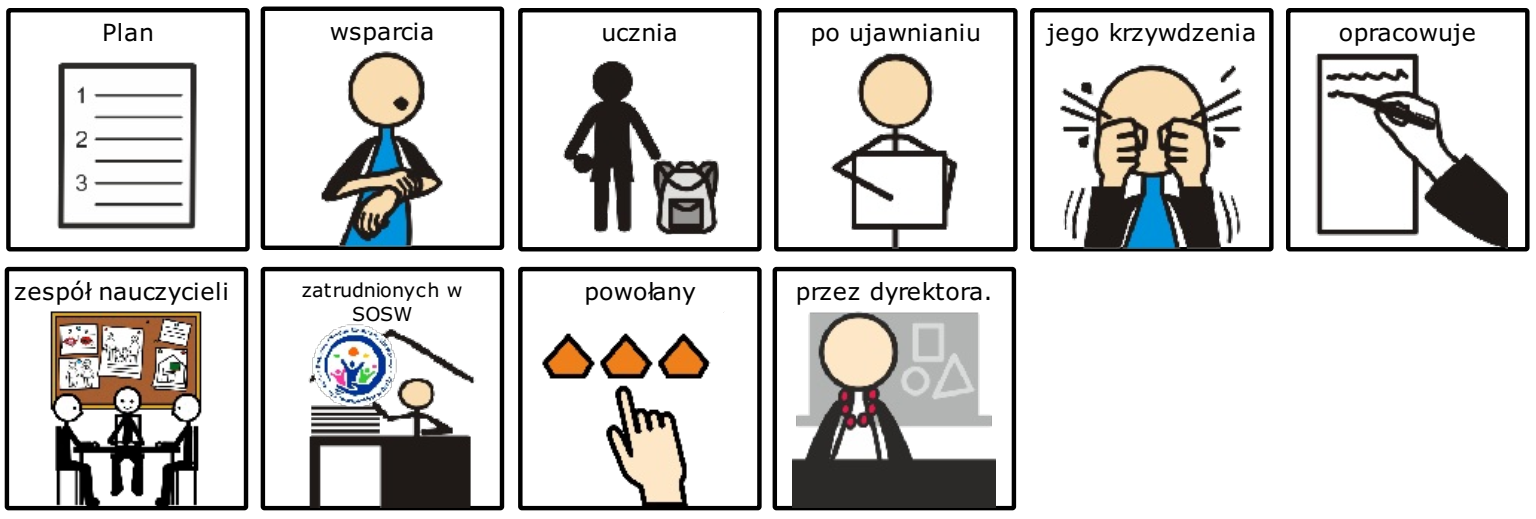 Plan
wsparcia
ucznia
po ujawnianiu
jego krzywdzenia
opracowuje
1
2
3
zespół nauczycieli
zatrudnionych w
SOSW
powołany
przez dyrektora.